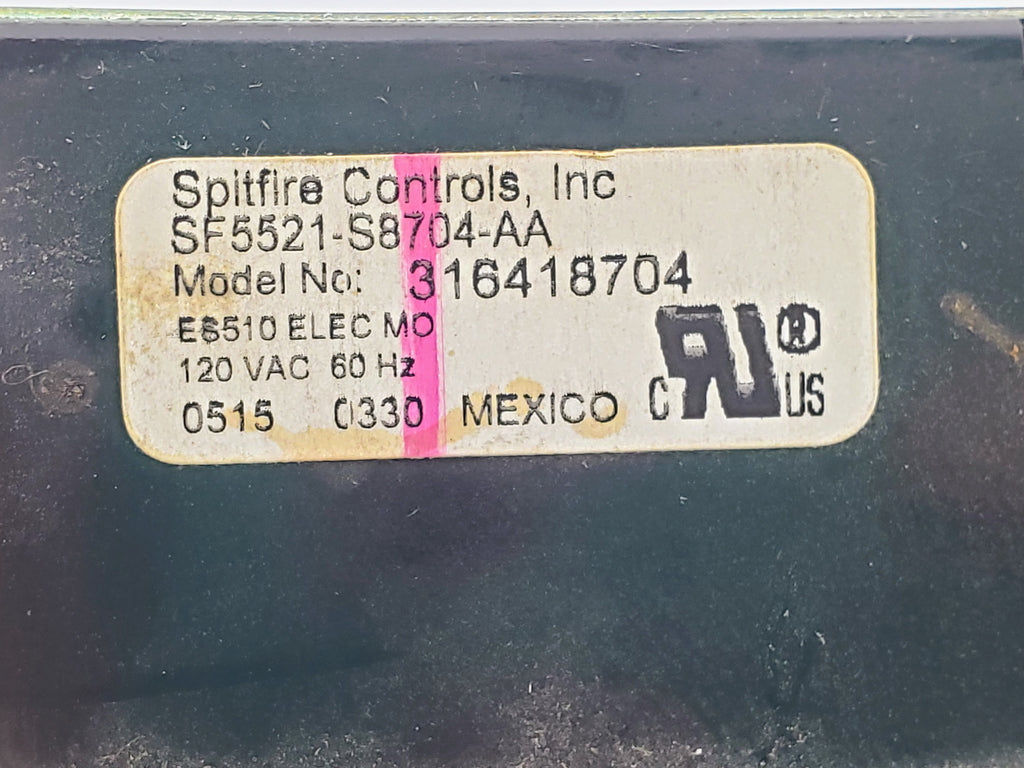 Spitfire Controls, Inc
SF5521-S8704-AA
Model No: 316418704
ES510 ELEC MO
120 VAC 60 Hz
0515 0330 MEXICO
C RU ® US